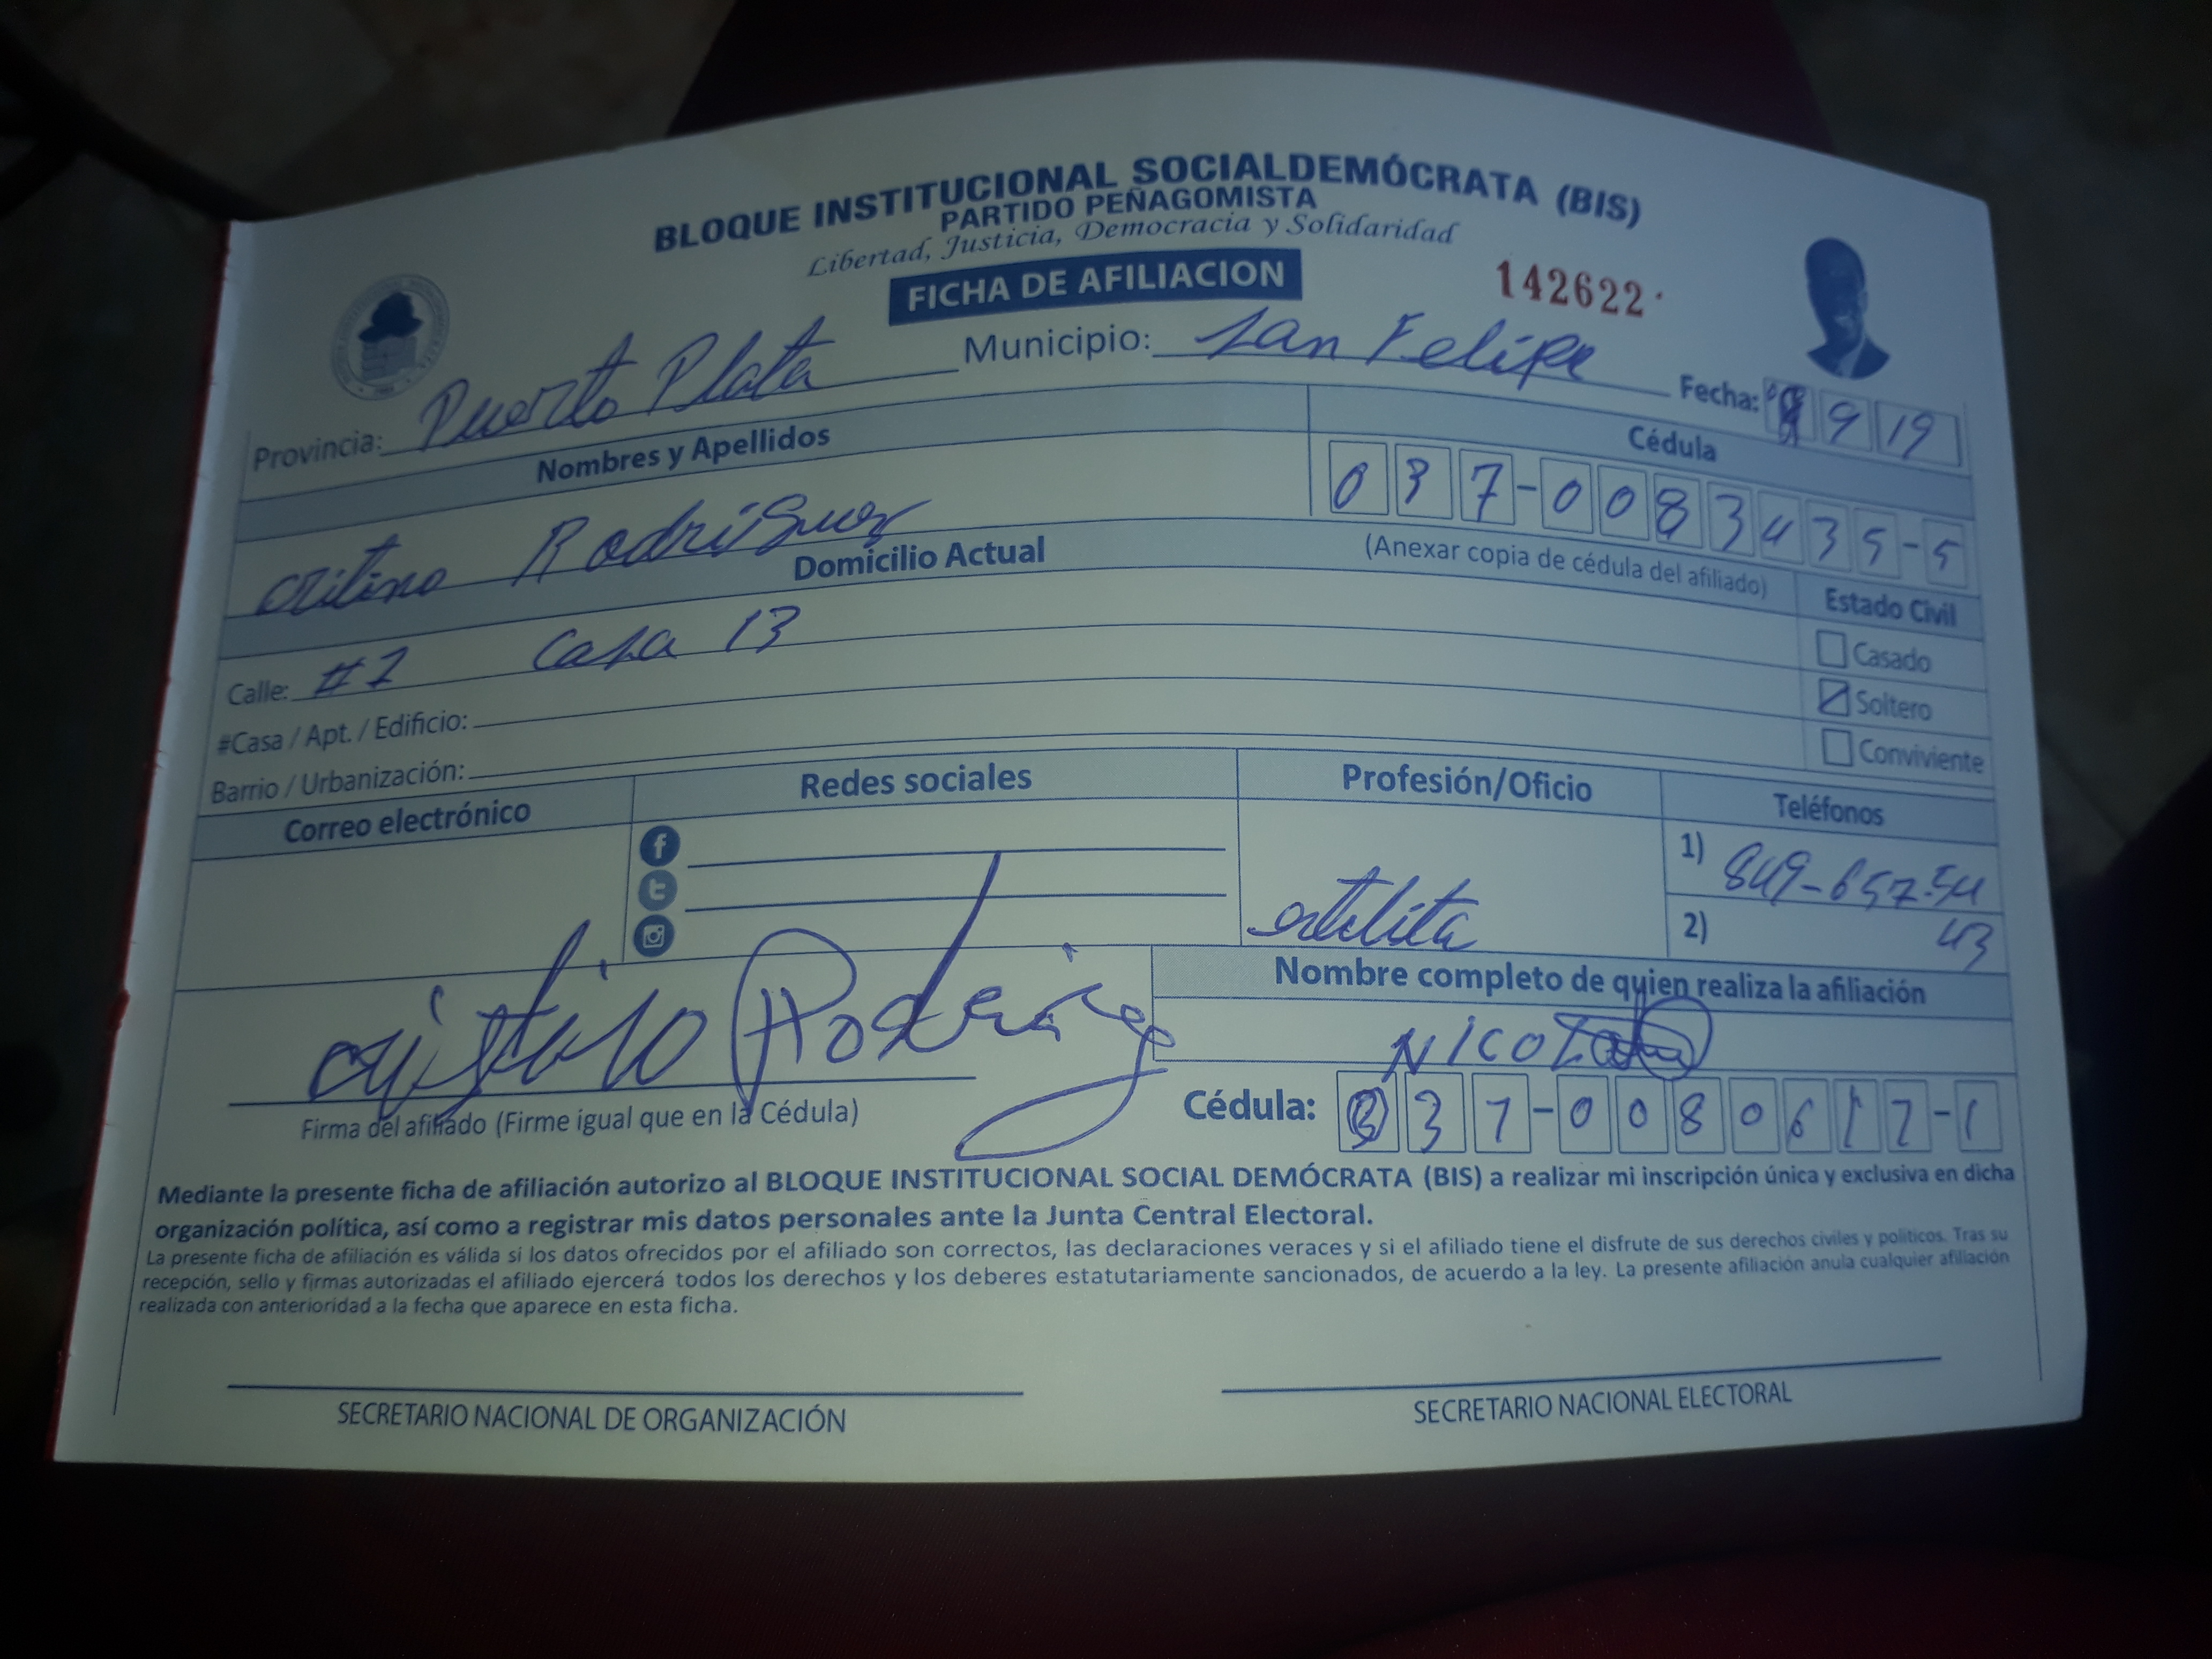 BLOQUE INSTITUCIONAL SOCIALDEMÓCRATA (BIS)
PARTIDO PEÑAGOMISTA
Libertad, Justicia, Democracia y Solidaridad
FICHA DE AFILIACION
142622
Provincia: Puerto Plata Municipio: San Felipe Fecha: 9 19
Nombres y Apellidos Cédula
critino Rodriguez 037-0083435-5
(Anexar copia de cédula del afiliado)
Domicilio Actual Estado Civil
Calle: #1 Casa 13
Casado
#Casa / Apt. / Edificio:
Soltero
Barrio / Urbanización:
Conviviente
Correo electrónico Redes sociales Profesión/Oficio Teléfonos
1) 849-657-54
2) 43
Nombre completo de quien realiza la afiliación
Cristino Rodriguez
NICO
Firma del afiliado (Firme igual que en la Cédula)
Cédula: 037-0080617-1
Mediante la presente ficha de afiliación autorizo al BLOQUE INSTITUCIONAL SOCIAL DEMÓCRATA (BIS) a realizar mi inscripción única y exclusiva en dicha
organización política, así como a registrar mis datos personales ante la Junta Central Electoral.
La presente ficha de afiliación es válida si los datos ofrecidos por el afiliado son correctos, las declaraciones veraces y si el afiliado tiene el disfrute de sus derechos civiles y políticos. Tras su
recepción, sello y firmas autorizadas el afiliado ejercerá todos los derechos y los deberes estatutariamente sancionados, de acuerdo a la ley. La presente afiliación anula cualquier afiliación
realizada con anterioridad a la fecha que aparece en esta ficha.
SECRETARIO NACIONAL DE ORGANIZACIÓN
SECRETARIO NACIONAL ELECTORAL